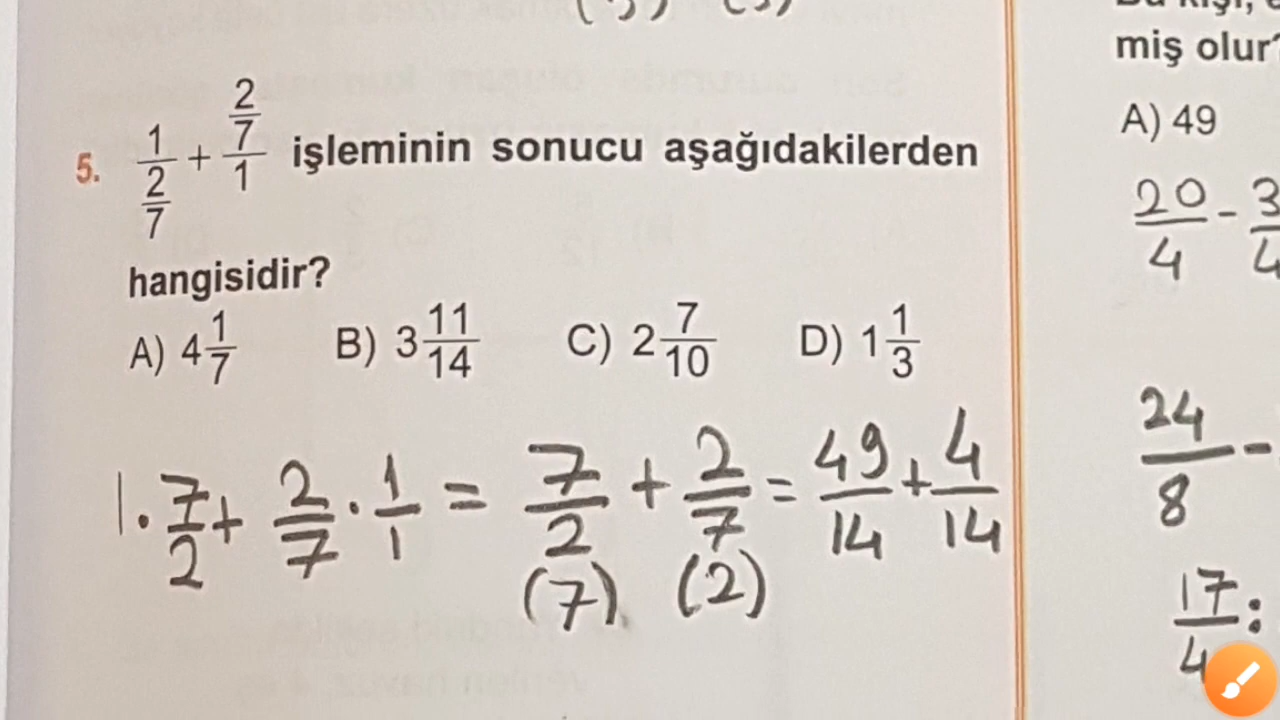 5. 1/(2/7) + (2/7)/1 işleminin sonucu aşağıdakilerden
hangisidir?
A) 4 1/7 B) 3 11/14 C) 2 7/10 D) 1 1/3
1 · 7/2 + 2/7 · 1/1 = 7/2 + 2/7 = 49/14 + 4/14
(7) (2)
miş olur?
A) 49
20/4 -
24/8 -
17/4 :